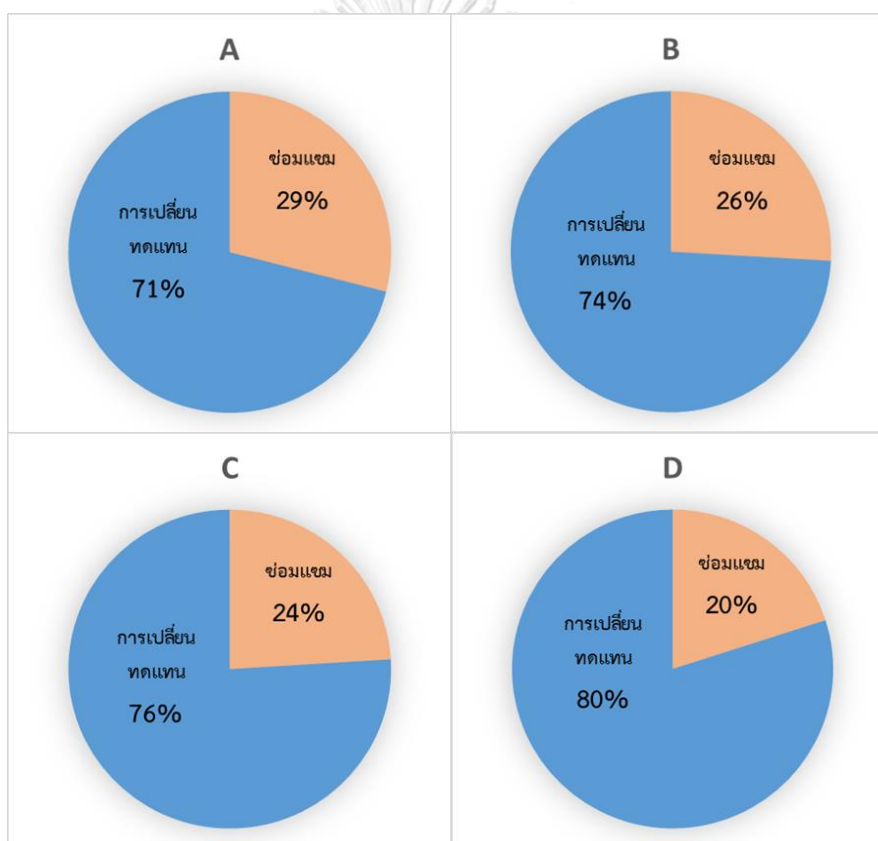 A
ซ่อมแซม
29%
การเปลี่ยน
ทดแทน
71%
B
ซ่อมแซม
26%
การเปลี่ยน
ทดแทน
74%
C
ซ่อมแซม
24%
การเปลี่ยน
ทดแทน
76%
D
ซ่อมแซม
20%
การเปลี่ยน
ทดแทน
80%